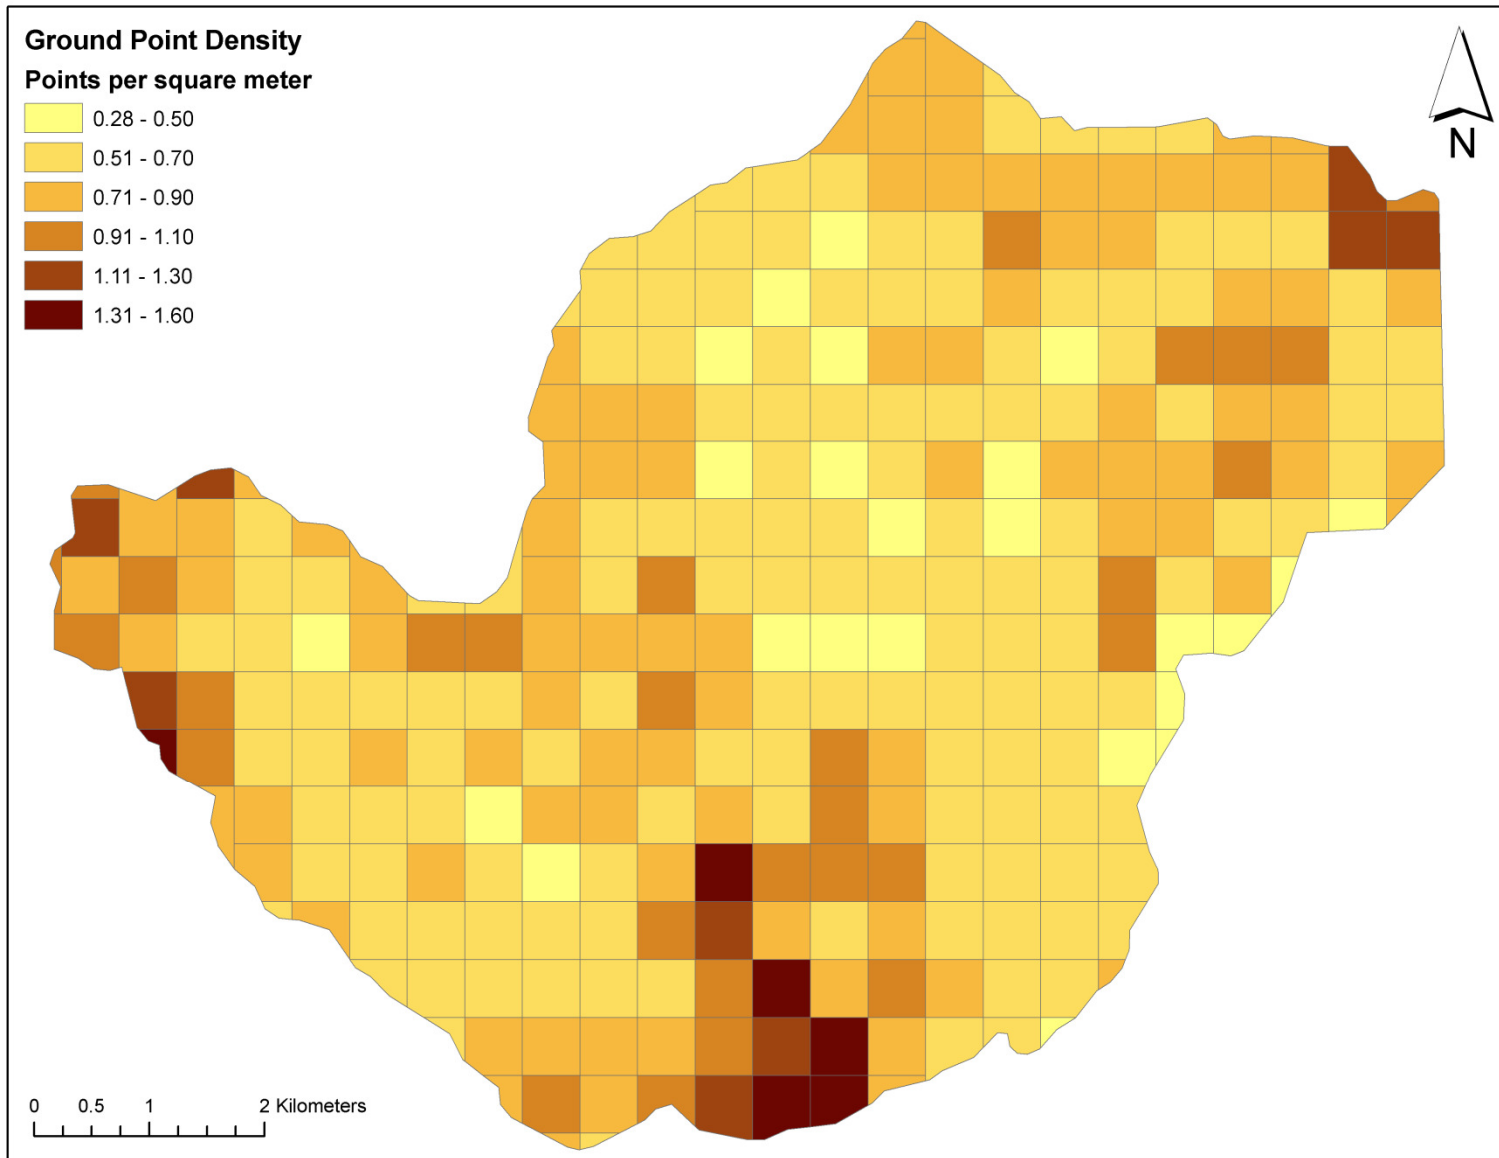 Ground Point Density
Points per square meter
0.28 - 0.50
0.51 - 0.70
0.71 - 0.90
0.91 - 1.10
1.11 - 1.30
1.31 - 1.60
N
0 0.5 1 2 Kilometers